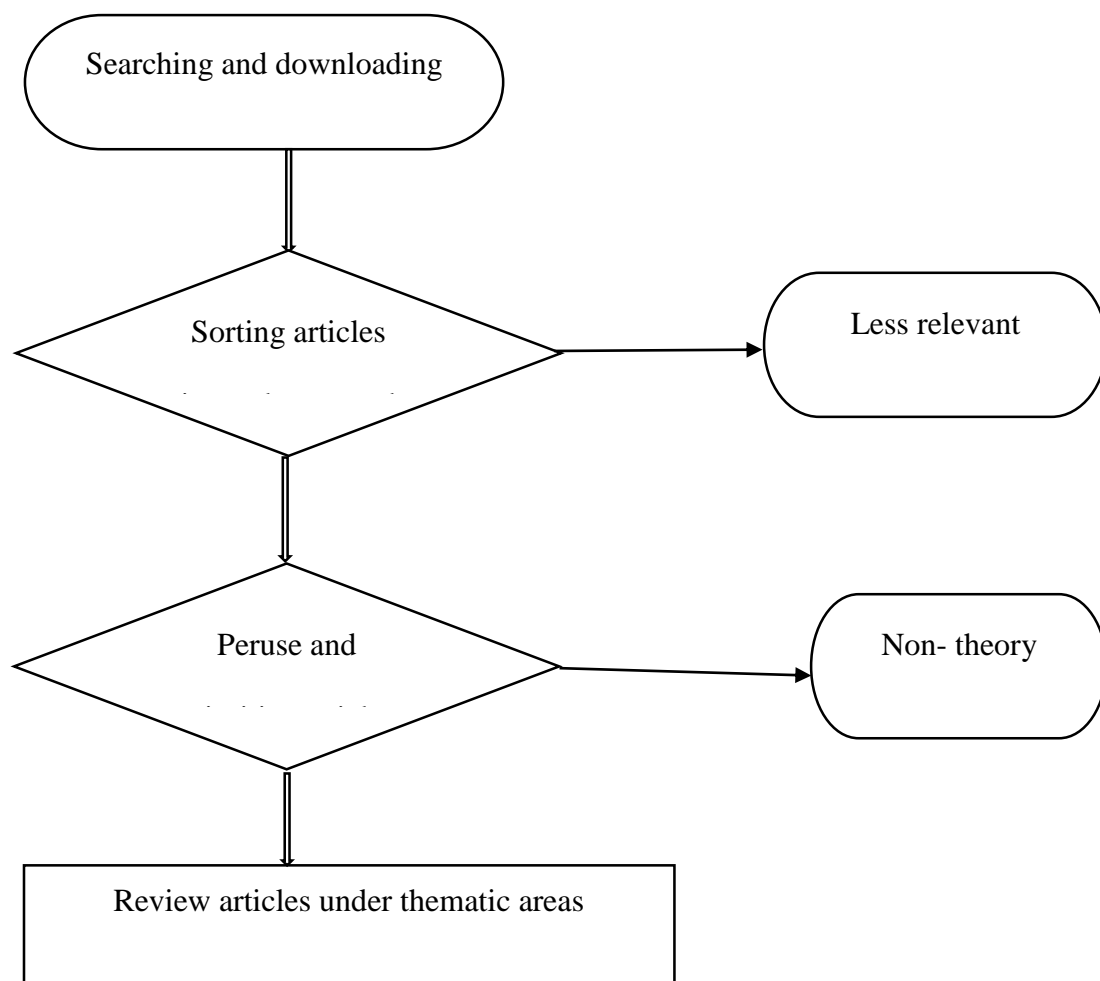 Searching and downloading
Sorting articles
Less relevant
Peruse and
Non- theory
Review articles under thematic areas